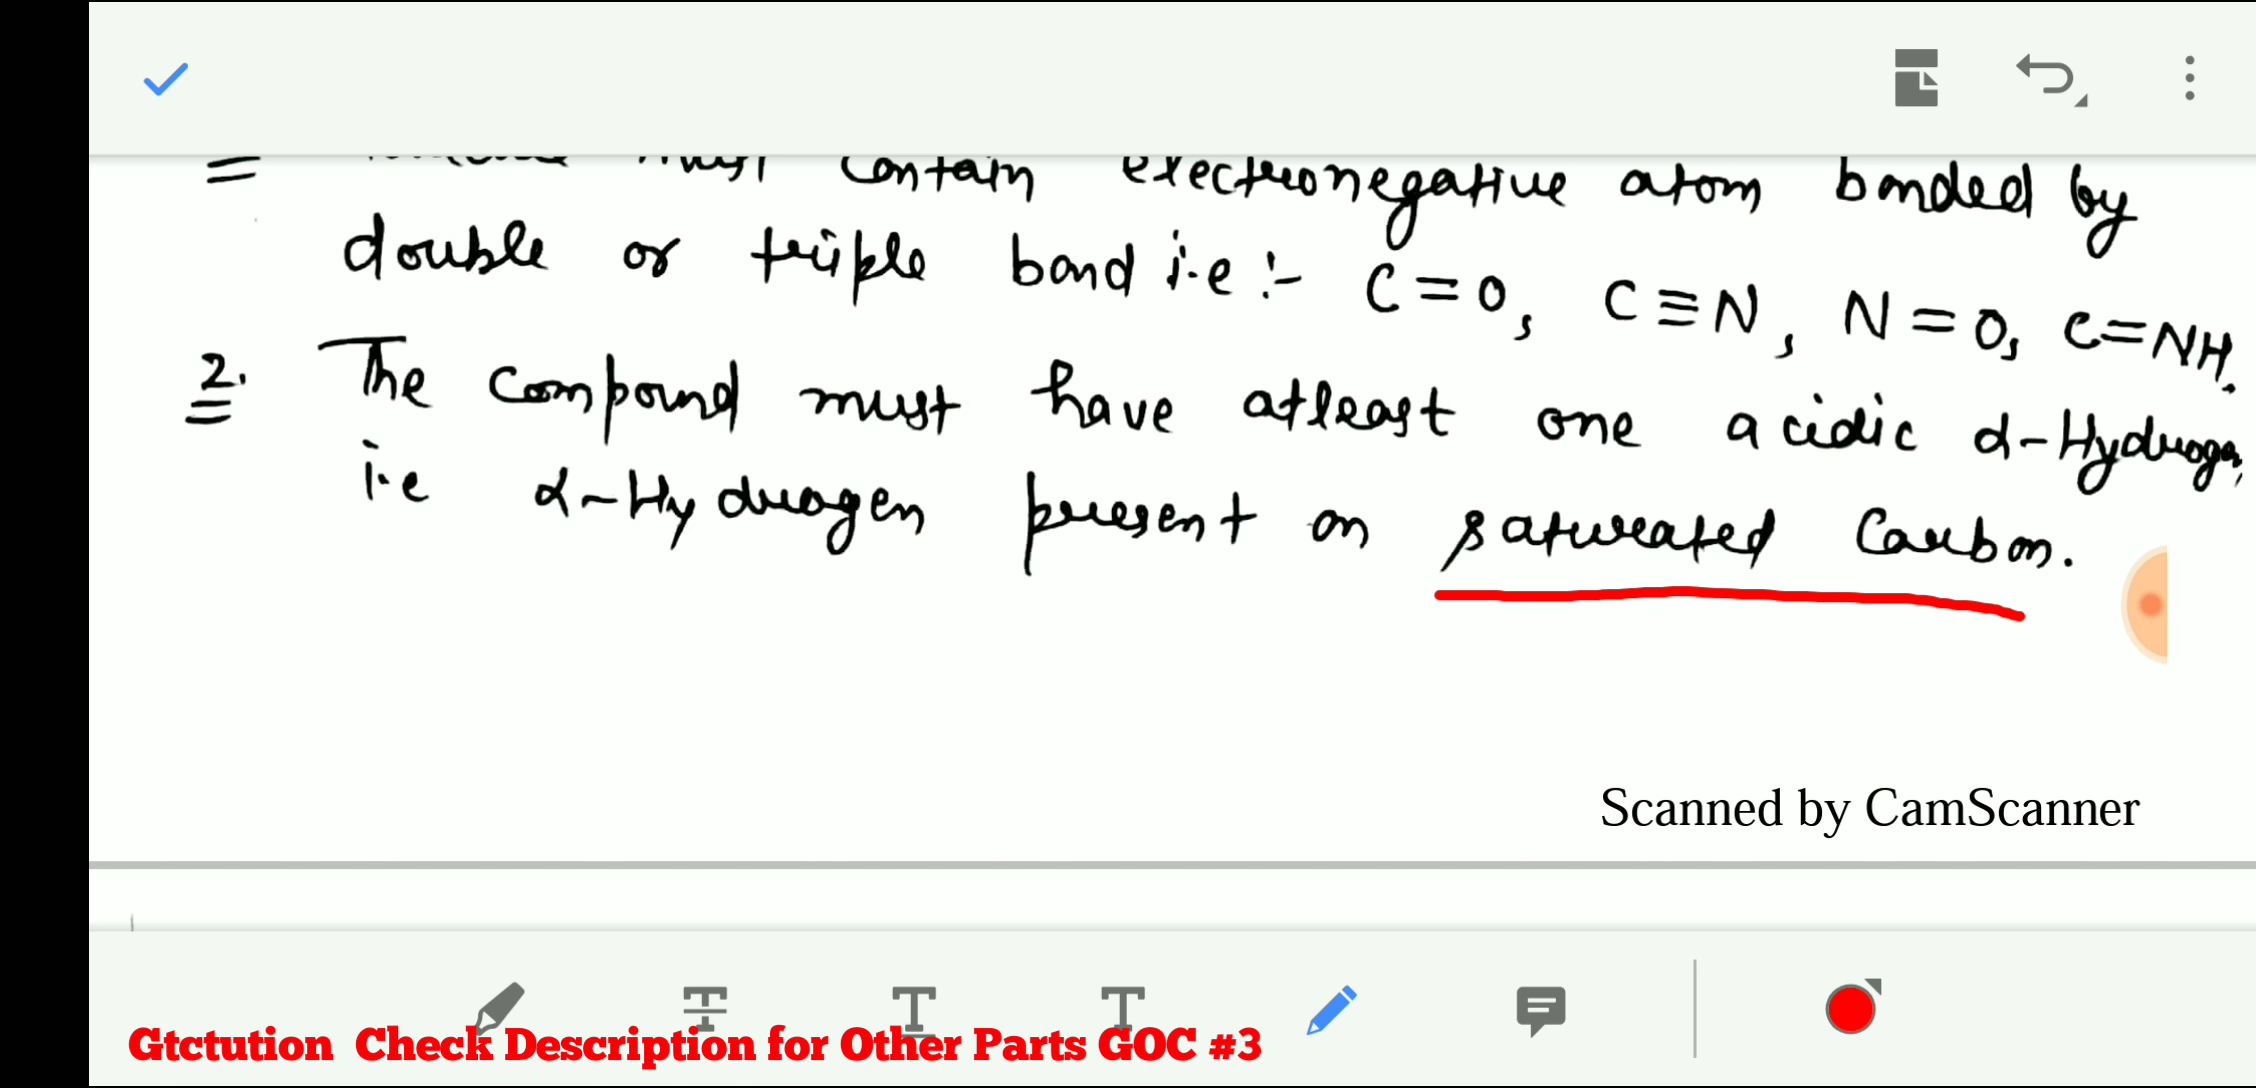 must contain electronegative atom bonded by
double or triple bond i.e :- C=O, C≡N, N=O, C=NH.
2. The compound must have atleast one acidic α-Hydrogen,
i.e α-Hydrogen present on saturated Carbon.
Scanned by CamScanner
Gtctution Check Description for Other Parts GOC #3